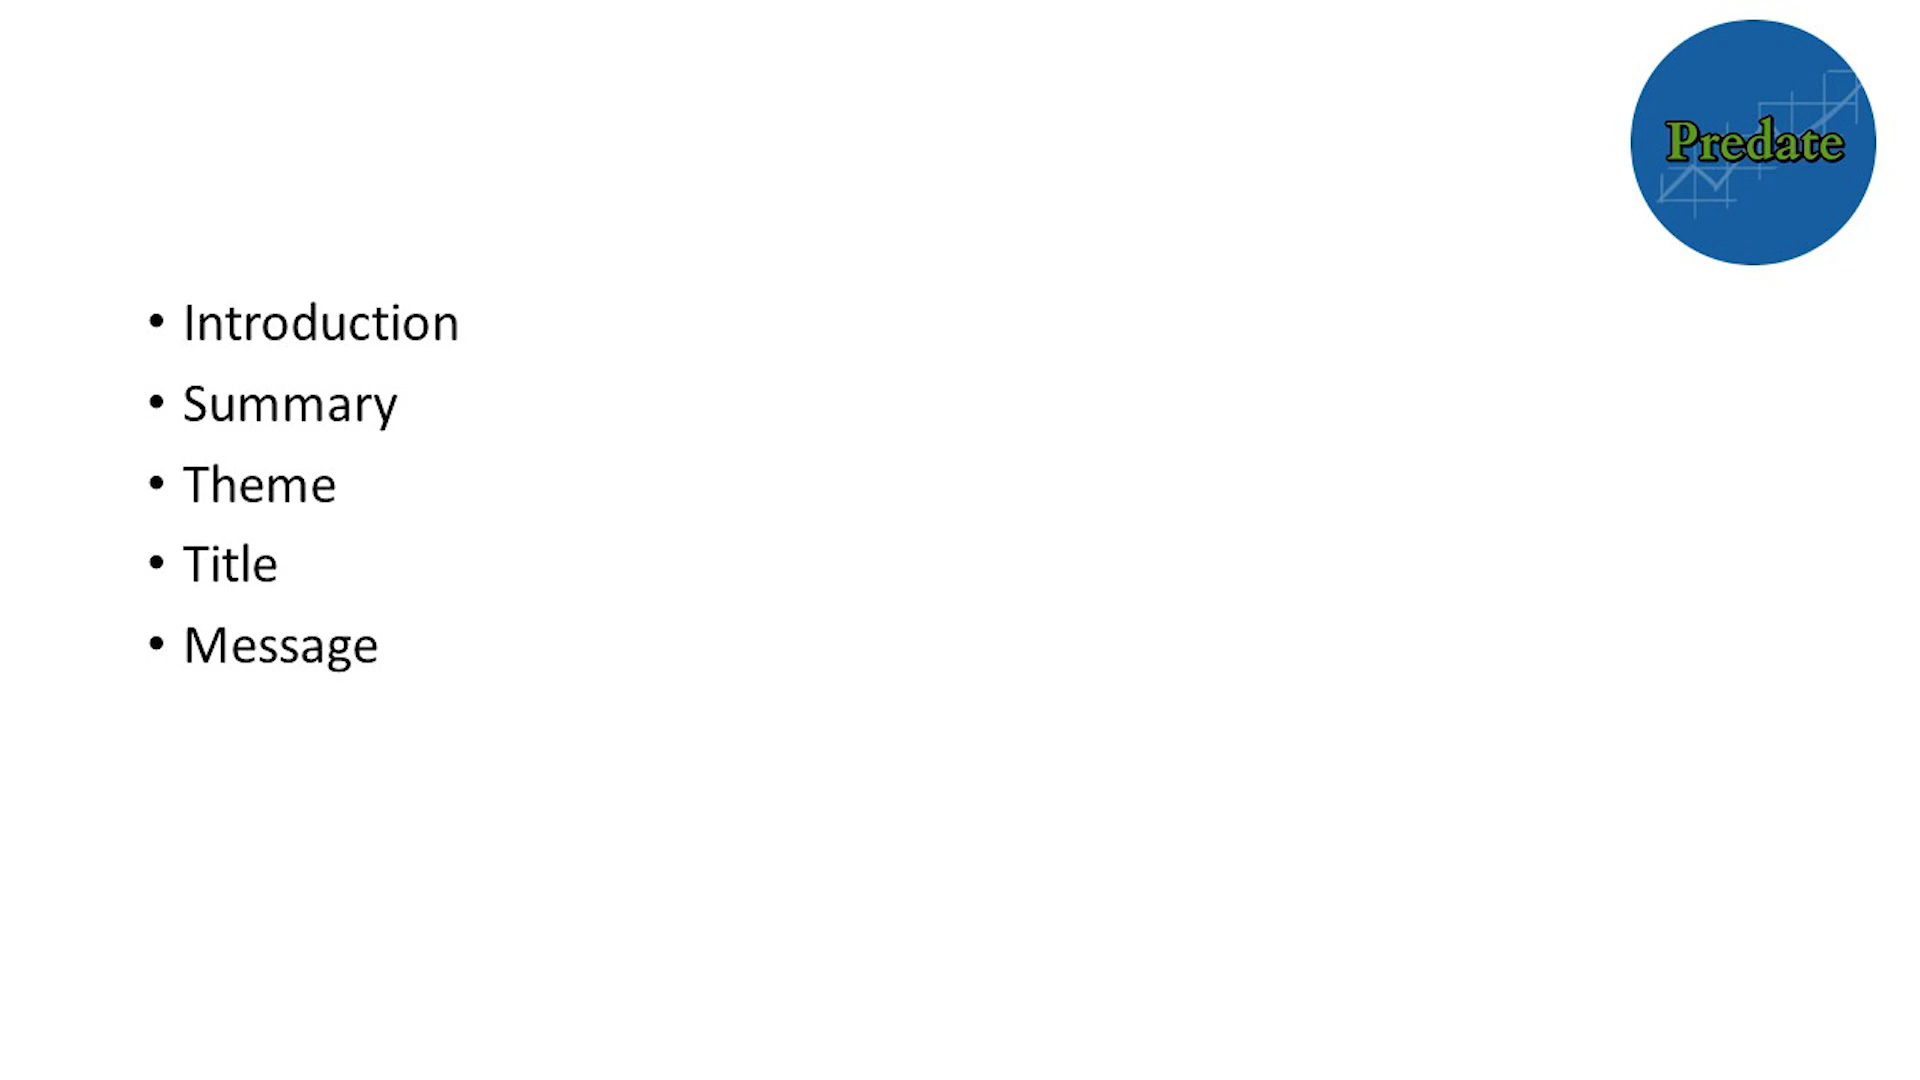 Predate
• Introduction
• Summary
• Theme
• Title
• Message